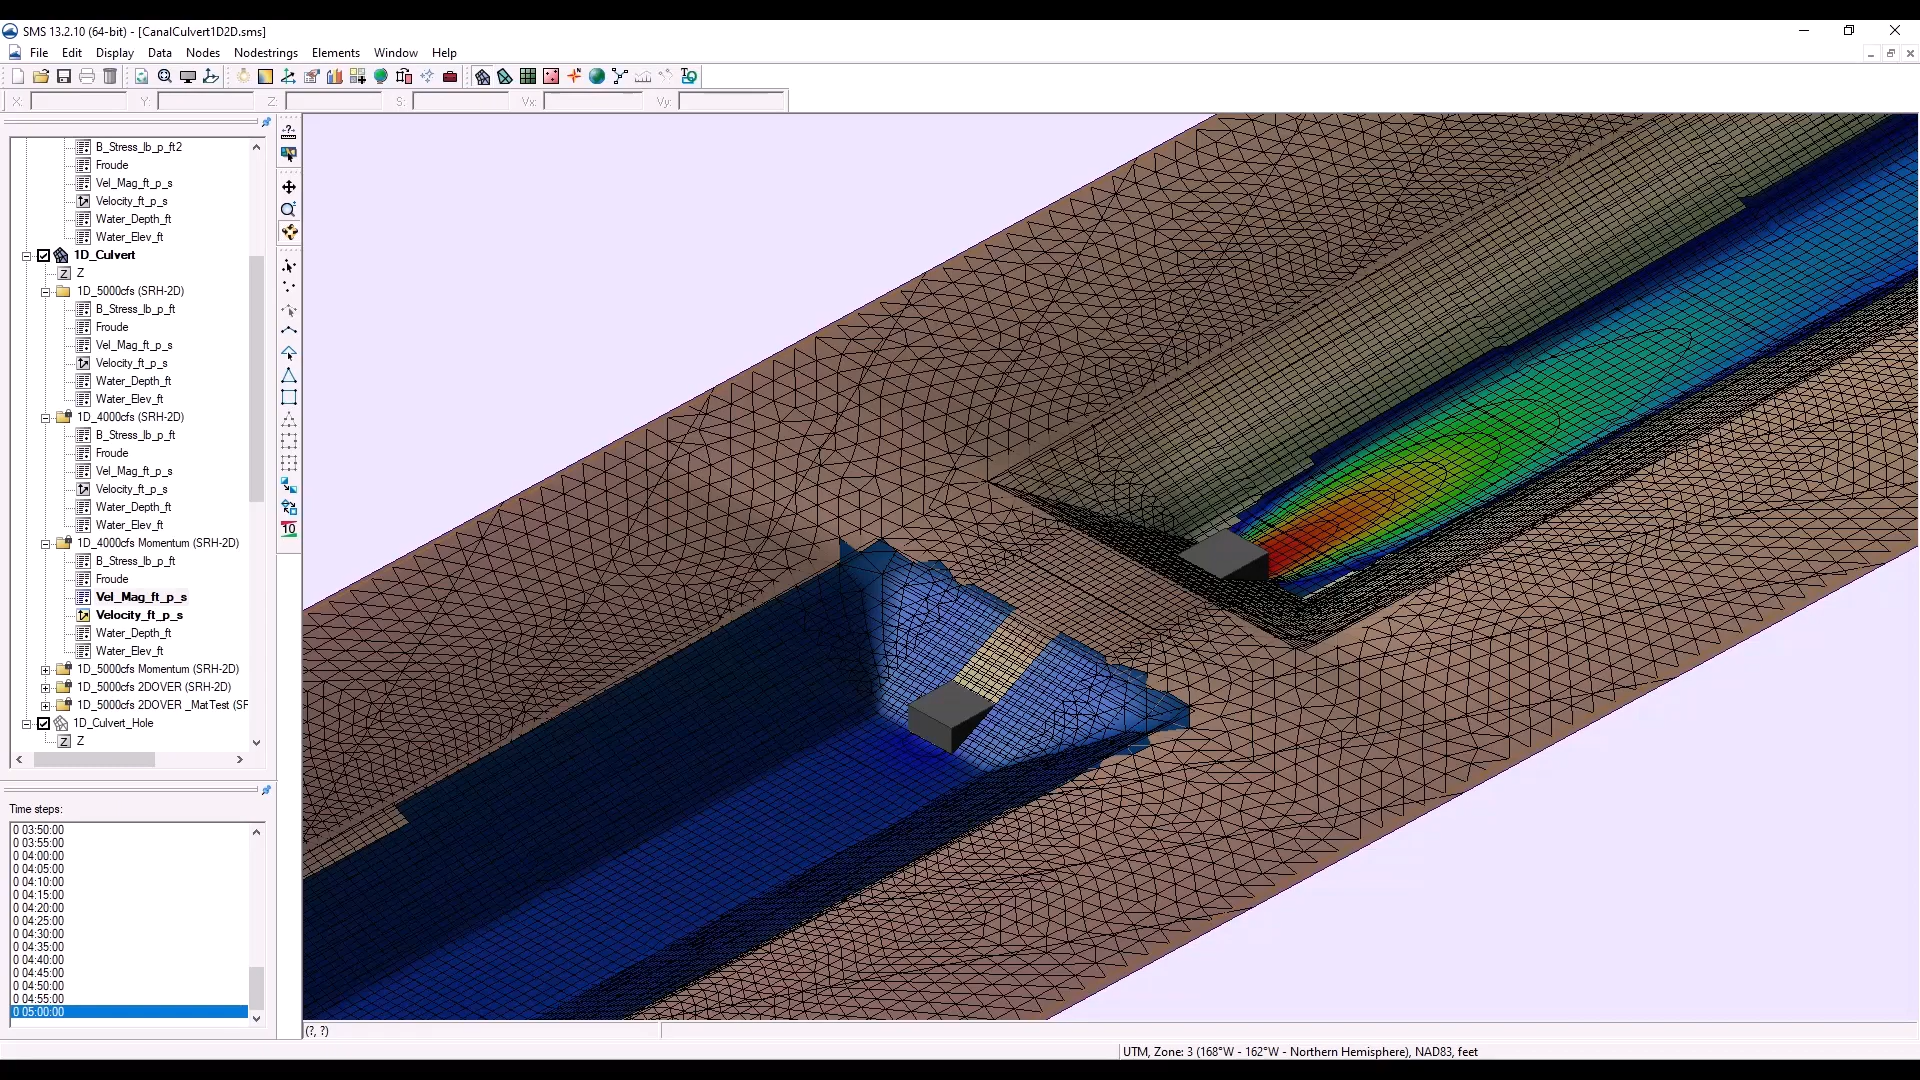 SMS 13.2.10 (64-bit) - [CanalCulvert1D2D.sms]
File Edit Display Data Nodes Nodestrings Elements Window Help
X: Y: Z: S: Vx: Vy:
B_Stress_lb_p_ft2
Froude
Vel_Mag_ft_p_s
Velocity_ft_p_s
Water_Depth_ft
Water_Elev_ft
1D_Culvert
Z Z
1D_5000cfs (SRH-2D)
B_Stress_lb_p_ft
Froude
Vel_Mag_ft_p_s
Velocity_ft_p_s
Water_Depth_ft
Water_Elev_ft
1D_4000cfs (SRH-2D)
B_Stress_lb_p_ft
Froude
Vel_Mag_ft_p_s
Velocity_ft_p_s
Water_Depth_ft
Water_Elev_ft
1D_4000cfs Momentum (SRH-2D)
B_Stress_lb_p_ft
Froude
Vel_Mag_ft_p_s
Velocity_ft_p_s
Water_Depth_ft
Water_Elev_ft
1D_5000cfs Momentum (SRH-2D)
1D_5000cfs 2DOVER (SRH-2D)
1D_5000cfs 2DOVER _MatTest (SF
1D_Culvert_Hole
Z Z
10
Time steps:
0 03:50:00
0 03:55:00
0 04:00:00
0 04:05:00
0 04:10:00
0 04:15:00
0 04:20:00
0 04:25:00
0 04:30:00
0 04:35:00
0 04:40:00
0 04:45:00
0 04:50:00
0 04:55:00
0 05:00:00
(?, ?)
UTM, Zone: 3 (168°W - 162°W - Northern Hemisphere), NAD83, feet